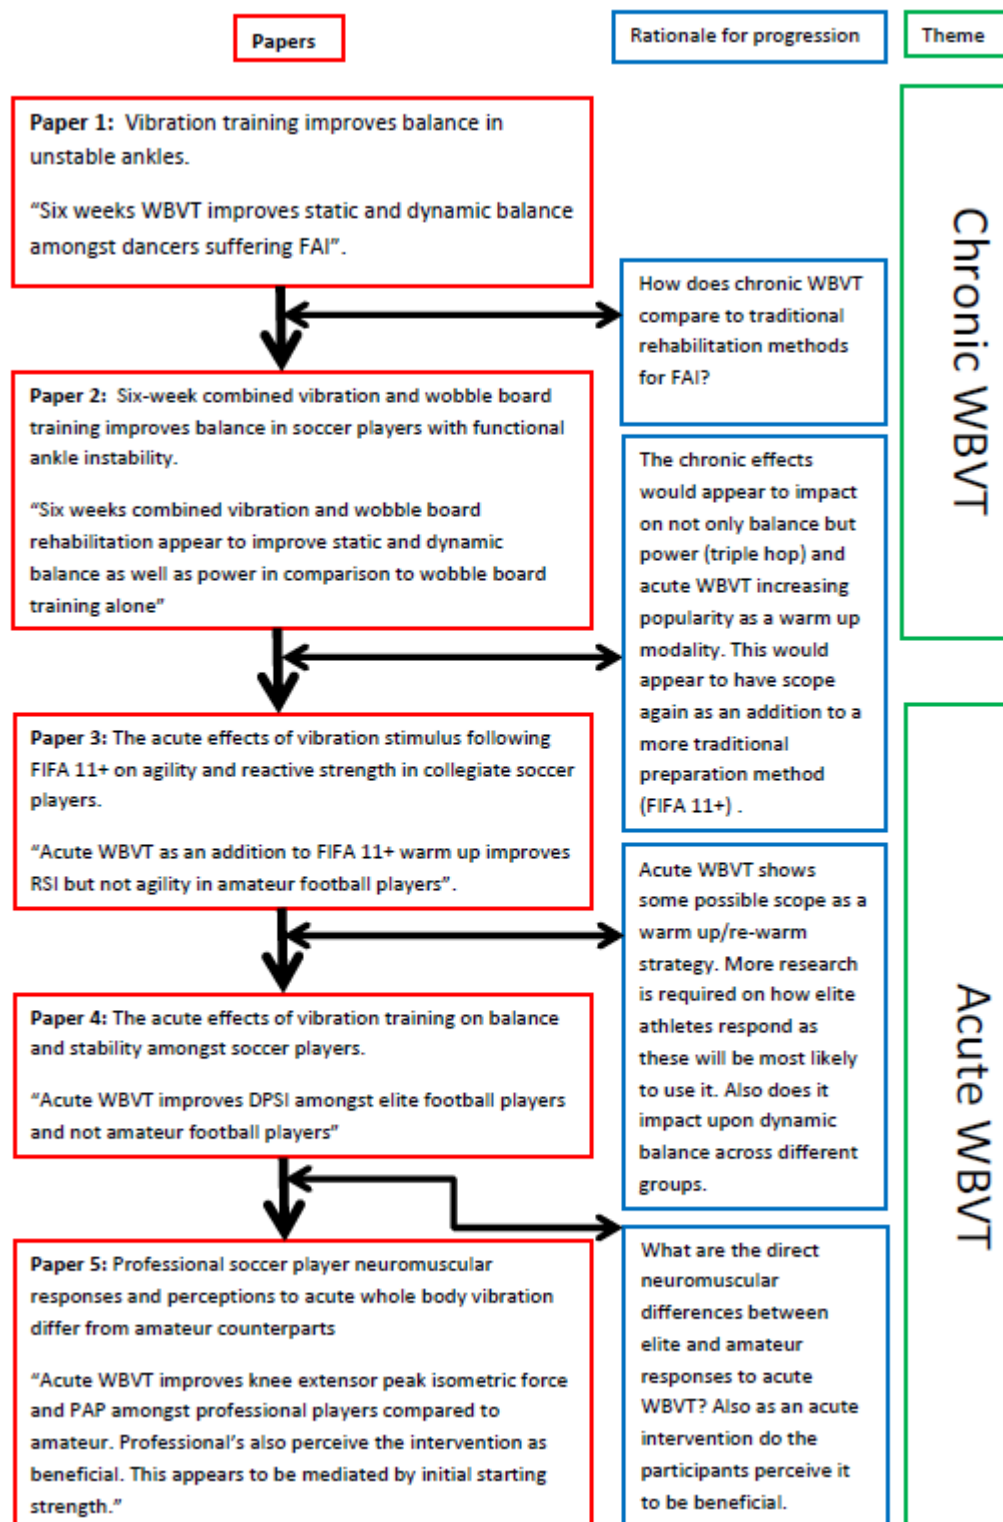 Papers
Rationale for progression
Theme
Paper 1: Vibration training improves balance in
unstable ankles.
“Six weeks WBVT improves static and dynamic balance
amongst dancers suffering FAI”.
How does chronic WBVT
compare to traditional
rehabilitation methods
for FAI?
Chronic WBVT
Paper 2: Six-week combined vibration and wobble board
training improves balance in soccer players with functional
ankle instability.
“Six weeks combined vibration and wobble board
rehabilitation appear to improve static and dynamic
balance as well as power in comparison to wobble board
training alone”
The chronic effects
would appear to impact
on not only balance but
power (triple hop) and
acute WBVT increasing
popularity as a warm up
modality. This would
appear to have scope
again as an addition to a
more traditional
preparation method
(FIFA 11+) .
Paper 3: The acute effects of vibration stimulus following
FIFA 11+ on agility and reactive strength in collegiate soccer
players.
“Acute WBVT as an addition to FIFA 11+ warm up improves
RSI but not agility in amateur football players”.
Acute WBVT shows
some possible scope as a
warm up/re-warm
strategy. More research
is required on how elite
athletes respond as
these will be most likely
to use it. Also does it
impact upon dynamic
balance across different
groups.
Acute WBVT
Paper 4: The acute effects of vibration training on balance
and stability amongst soccer players.
“Acute WBVT improves DPSI amongst elite football players
and not amateur football players”
What are the direct
neuromuscular
differences between
elite and amateur
responses to acute
WBVT? Also as an acute
intervention do the
participants perceive it
to be beneficial.
Paper 5: Professional soccer player neuromuscular
responses and perceptions to acute whole body vibration
differ from amateur counterparts
“Acute WBVT improves knee extensor peak isometric force
and PAP amongst professional players compared to
amateur. Professional’s also perceive the intervention as
beneficial. This appears to be mediated by initial starting
strength.”